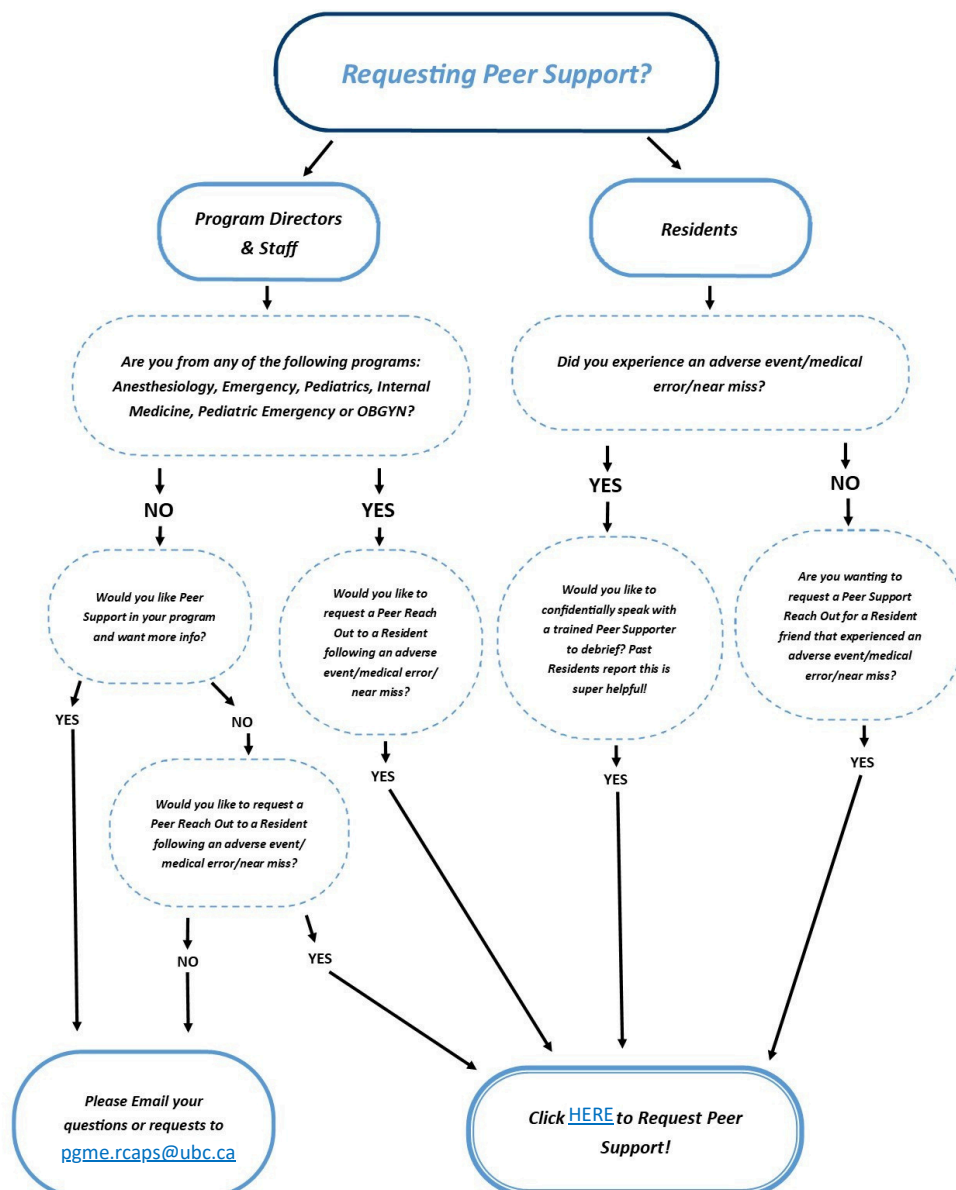 Requesting Peer Support?
Program Directors
& Staff
Residents
Are you from any of the following programs:
Anesthesiology, Emergency, Pediatrics, Internal
Medicine, Pediatric Emergency or OBGYN?
Did you experience an adverse event/medical
error/near miss?
NO
YES
YES
NO
Would you like Peer
Support in your program
and want more info?
Would you like to
request a Peer Reach
Out to a Resident
following an adverse
event/medical error/
near miss?
Would you like to
confidentially speak with
a trained Peer Supporter
to debrief? Past
Residents report this is
super helpful!
Are you wanting to
request a Peer Support
Reach Out for a Resident
friend that experienced an
adverse event/medical
error/near miss?
YES
NO
YES
YES
YES
Would you like to request a
Peer Reach Out to a Resident
following an adverse event/
medical error/near miss?
NO
YES
Please Email your
questions or requests to
pgme.rcaps@ubc.ca
Click HERE to Request Peer
Support!